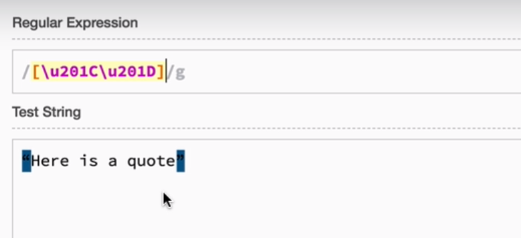 Regular Expression
/[\u201C\u201D]/g
Test String
“Here is a quote”